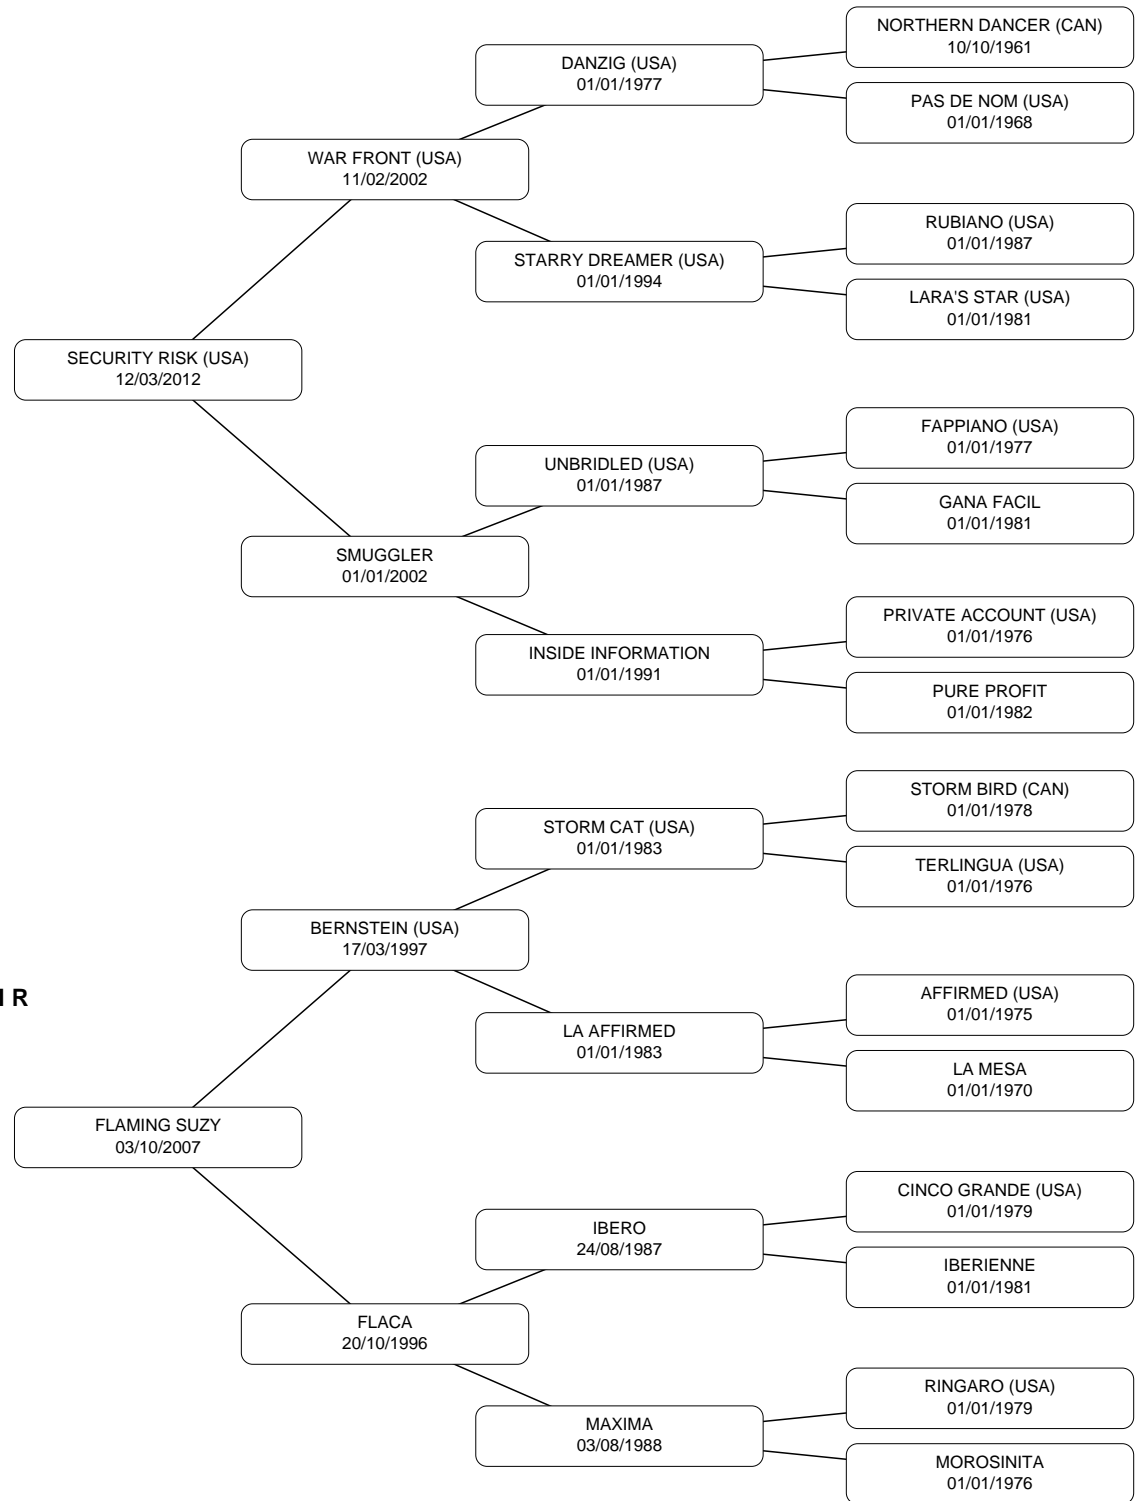 NORTHERN DANCER (CAN)
10/10/1961
DANZIG (USA)
01/01/1977
PAS DE NOM (USA)
01/01/1968
WAR FRONT (USA)
11/02/2002
RUBIANO (USA)
01/01/1987
STARRY DREAMER (USA)
01/01/1994
LARA'S STAR (USA)
01/01/1981
SECURITY RISK (USA)
12/03/2012
FAPPIANO (USA)
01/01/1977
UNBRIDLED (USA)
01/01/1987
GANA FACIL
01/01/1981
SMUGGLER
01/01/2002
PRIVATE ACCOUNT (USA)
01/01/1976
INSIDE INFORMATION
01/01/1991
PURE PROFIT
01/01/1982
STORM BIRD (CAN)
01/01/1978
STORM CAT (USA)
01/01/1983
TERLINGUA (USA)
01/01/1976
BERNSTEIN (USA)
17/03/1997
AFFIRMED (USA)
01/01/1975
LA AFFIRMED
01/01/1983
LA MESA
01/01/1970
FLAMING SUZY
03/10/2007
CINCO GRANDE (USA)
01/01/1979
IBERO
24/08/1987
IBERIENNE
01/01/1981
FLACA
20/10/1996
RINGARO (USA)
01/01/1979
MAXIMA
03/08/1988
MOROSINITA
01/01/1976